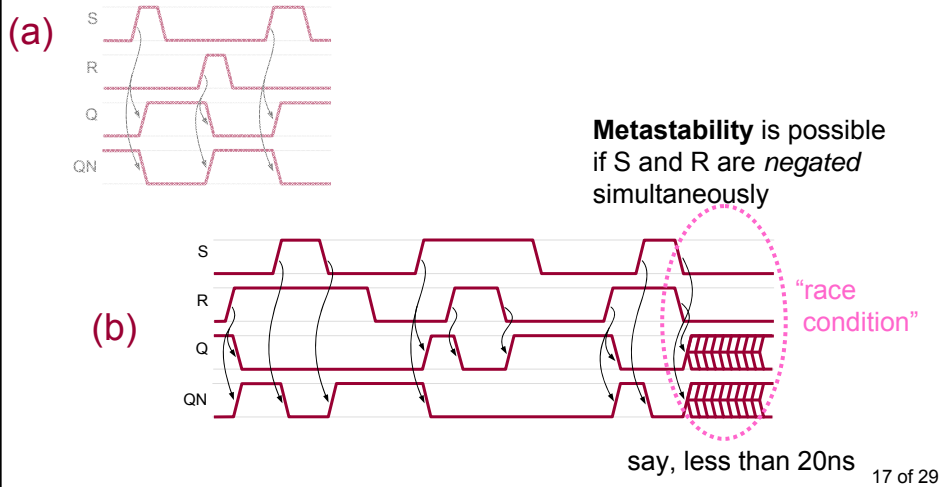 (a)
S
R
Q
QN
Metastability is possible
if S and R are negated
simultaneously
(b)
S
R
Q
QN
“race
condition”
say, less than 20ns
17 of 29